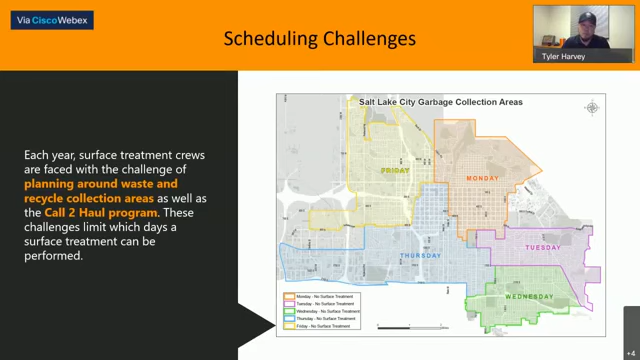 Via Cisco Webex
Scheduling Challenges
Tyler Harvey
Salt Lake City Garbage Collection Areas
Each year, surface treatment crews
are faced with the challenge of
planning around waste and
recycle collection areas as well as
the Call 2 Haul program. These
challenges limit which days a
surface treatment can be
performed.
FRIDAY
MONDAY
TUESDAY
THURSDAY
WEDNESDAY
Monday - No Surface Treatment
Tuesday - No Surface Treatment
Wednesday - No Surface Treatment
Thursday - No Surface Treatment
Friday - No Surface Treatment
+4